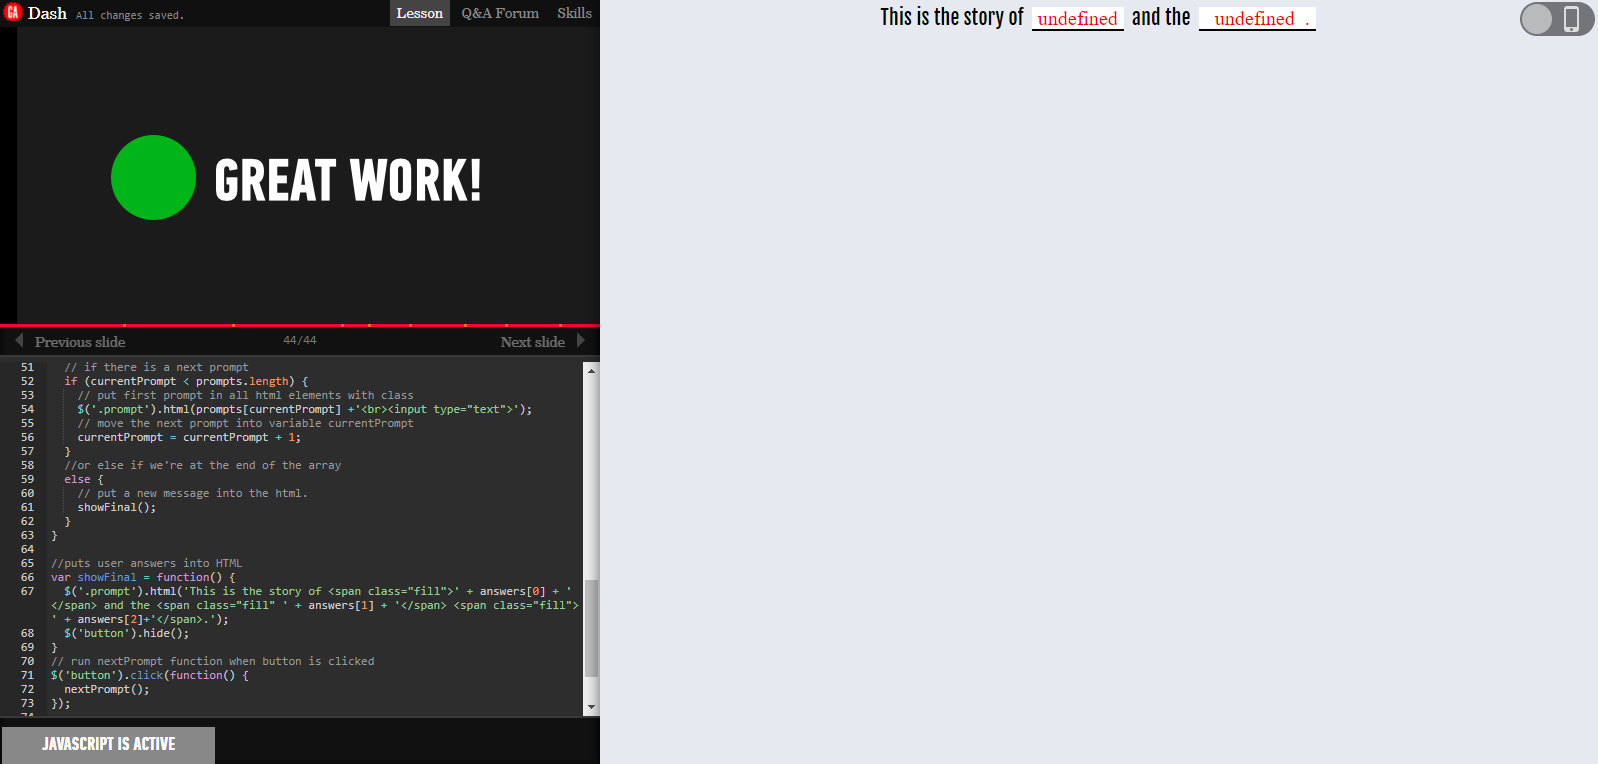 GA Dash All changes saved. Lesson Q&A Forum Skills
GREAT WORK!
Previous slide 44/44 Next slide
51 // if there is a next prompt
52 if (currentPrompt < prompts.length) {
53 // put first prompt in all html elements with class
54 $('.prompt').html(prompts[currentPrompt] +'<br><input type="text">');
55 // move the next prompt into variable currentPrompt
56 currentPrompt = currentPrompt + 1;
57 }
58 //or else if we're at the end of the array
59 else {
60 // put a new message into the html.
61 showFinal();
62 }
63 }
64
65 //puts user answers into HTML
66 var showFinal = function() {
67 $('.prompt').html('This is the story of <span class="fill">' + answers[0] + '
</span> and the <span class="fill" ' + answers[1] + '</span> <span class="fill">
' + answers[2]+'</span>.');
68 $('button').hide();
69 }
70 // run nextPrompt function when button is clicked
71 $('button').click(function() {
72 nextPrompt();
73 });
74
JAVASCRIPT IS ACTIVE
This is the story of undefined and the undefined .